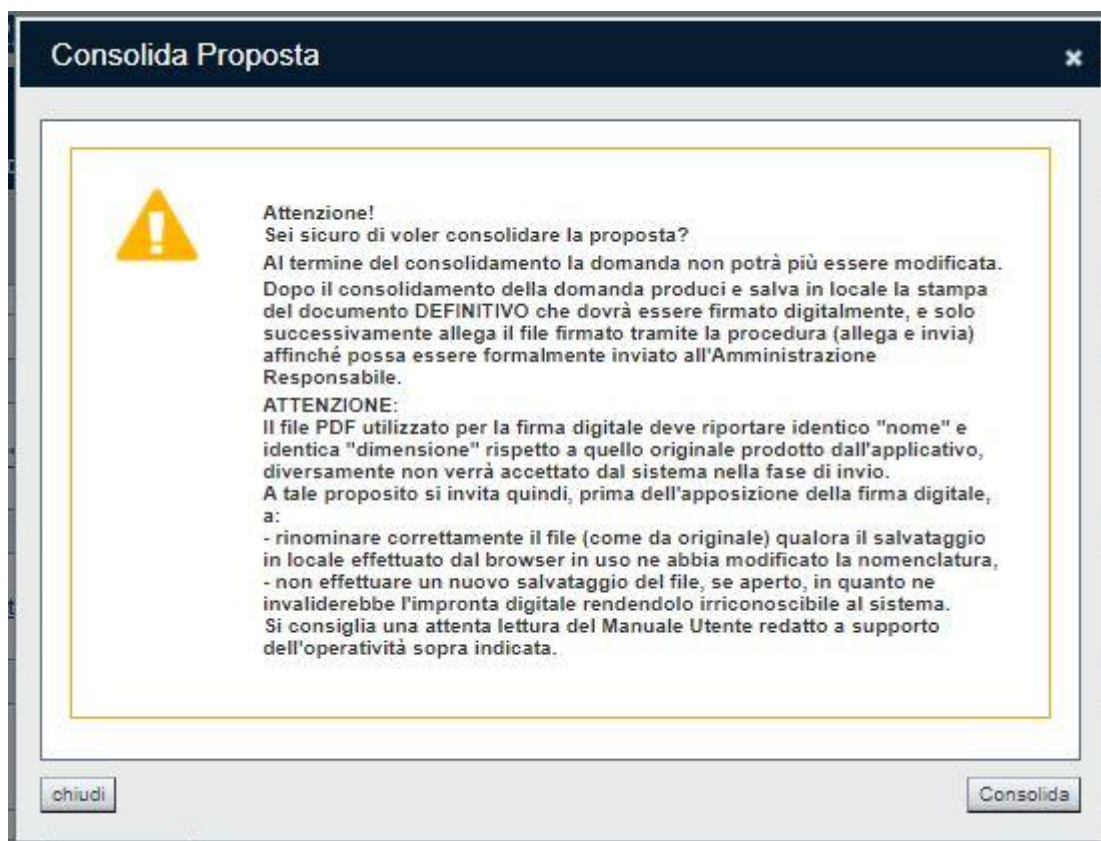 Consolida Proposta
Attenzione!
Sei sicuro di voler consolidare la proposta?
Al termine del consolidamento la domanda non potrà più essere modificata.
Dopo il consolidamento della domanda produci e salva in locale la stampa
del documento DEFINITIVO che dovrà essere firmato digitalmente, e solo
successivamente allega il file firmato tramite la procedura (allega e invia)
affinché possa essere formalmente inviato all'Amministrazione
Responsabile.
ATTENZIONE:
Il file PDF utilizzato per la firma digitale deve riportare identico "nome" e
identica "dimensione" rispetto a quello originale prodotto dall'applicativo,
diversamente non verrà accettato dal sistema nella fase di invio.
A tale proposito si invita quindi, prima dell'apposizione della firma digitale,
a:
- rinominare correttamente il file (come da originale) qualora il salvataggio
in locale effettuato dal browser in uso ne abbia modificato la nomenclatura,
- non effettuare un nuovo salvataggio del file, se aperto, in quanto ne
invaliderebbe l'impronta digitale rendendolo irriconoscibile al sistema.
Si consiglia una attenta lettura del Manuale Utente redatto a supporto
dell'operatività sopra indicata.
chiudi
Consolida